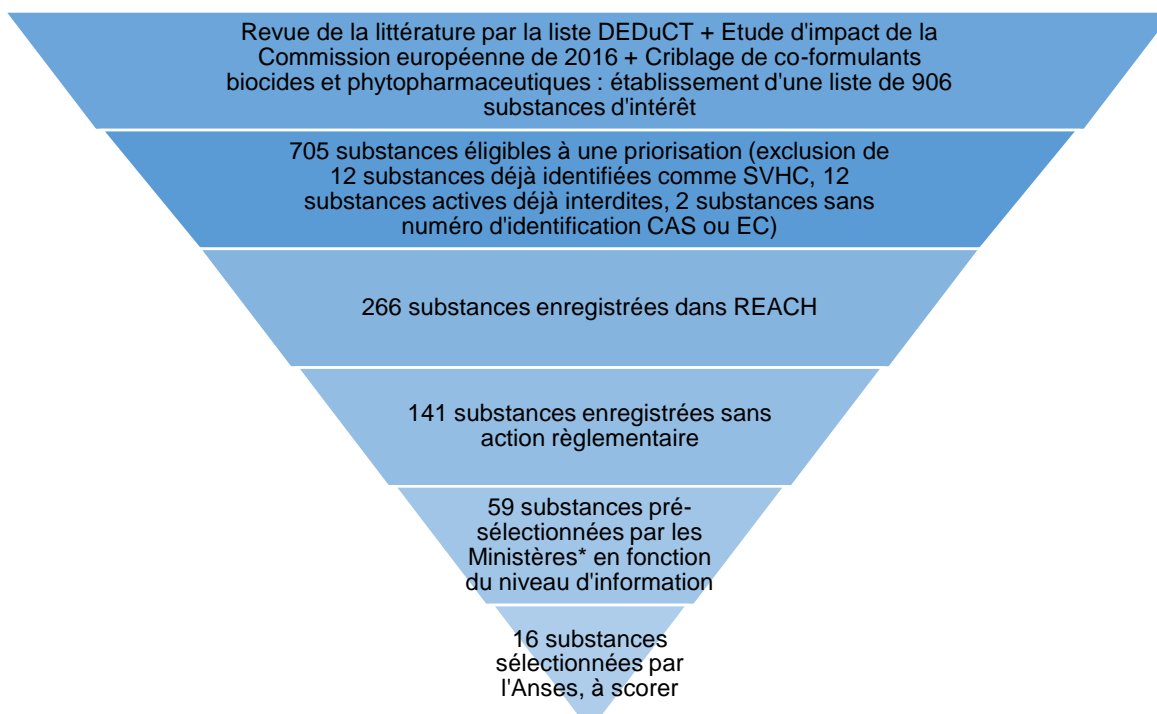 Revue de la littérature par la liste DEDuCT + Etude d'impact de la
Commission européenne de 2016 + Criblage de co-formulants
biocides et phytopharmaceutiques : établissement d'une liste de 906
substances d'intérêt
705 substances éligibles à une priorisation (exclusion de
12 substances déjà identifiées comme SVHC, 12
substances actives déjà interdites, 2 substances sans
numéro d'identification CAS ou EC)
266 substances enregistrées dans REACH
141 substances enregistrées sans
action règlementaire
59 substances pré-
sélectionnées par les
Ministères* en fonction
du niveau d'information
16 substances
sélectionnées par
l'Anses, à scorer